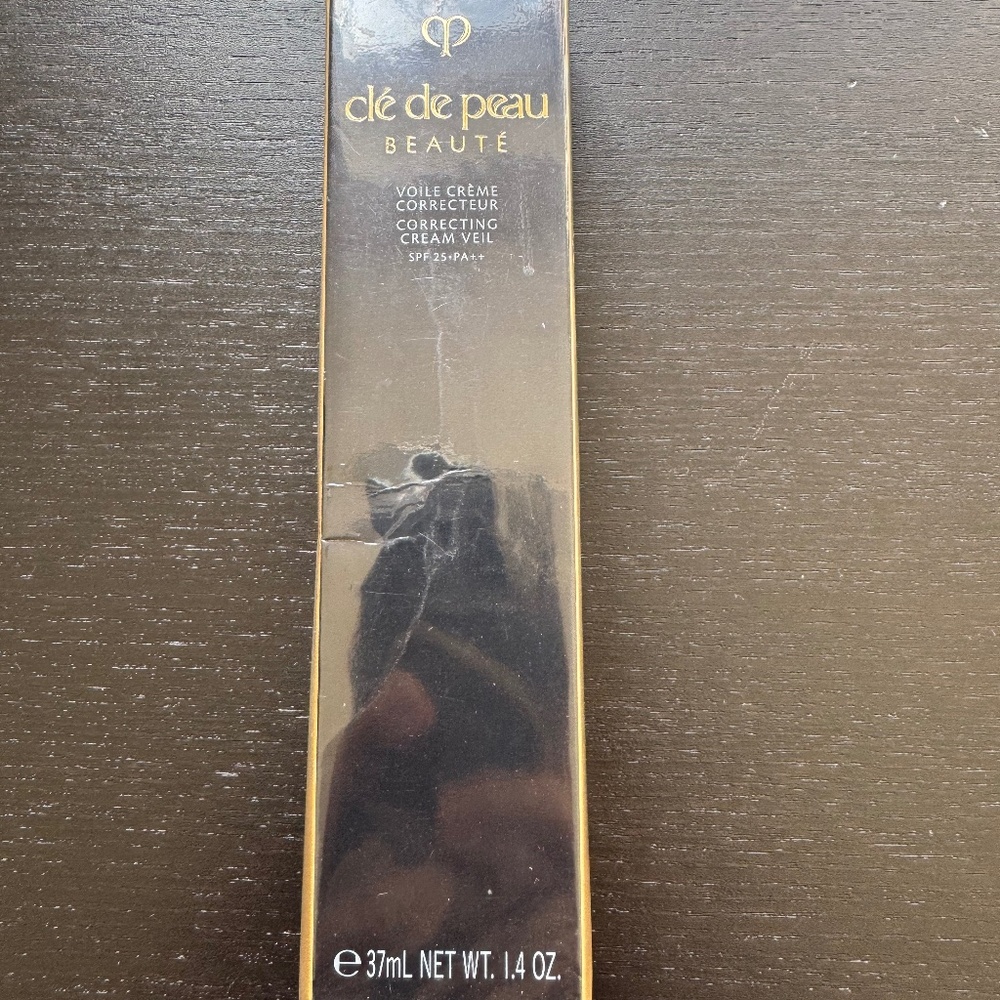 clé de peau
BEAUTÉ
VOILE CRÈME
CORRECTEUR
CORRECTING
CREAM VEIL
SPF 25•PA++
℮ 37mL NET WT. 1.4 OZ.